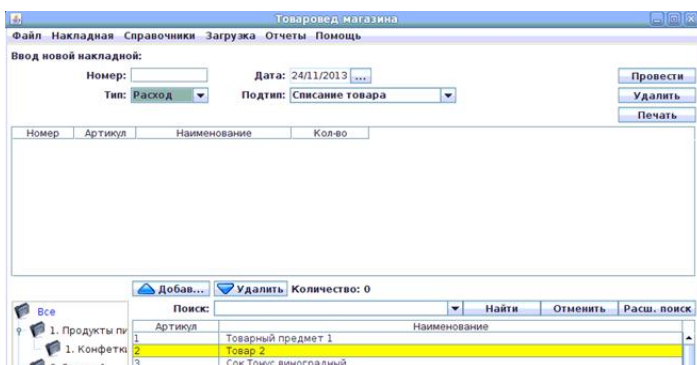 Товаровед магазина
Файл Накладная Справочники Загрузка Отчеты Помощь
Ввод новой накладной:
Номер: Дата: 24/11/2013 ... Провести
Тип: Расход Подтип: Списание товара Удалить
Печать
Номер Артикул Наименование Кол-во
Добав... Удалить Количество: 0
Все Поиск: Найти Отменить Расш. поиск
Артикул Наименование
1. Продукты пи 1 Товарный предмет 1
1. Конфеты 2 Товар 2
3 Сок Тонус виноградный